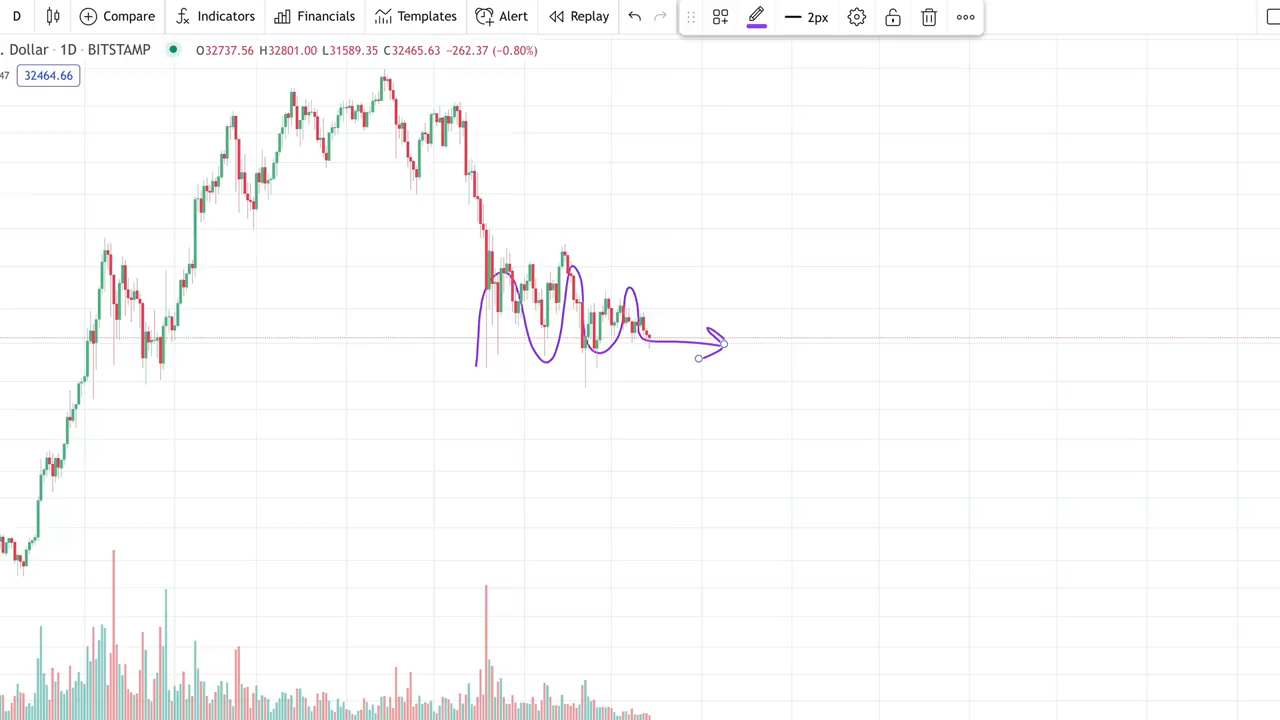 D Compare Indicators Financials Templates Alert Replay 2px
. Dollar · 1D · BITSTAMP O32737.56 H32801.00 L31589.35 C32465.63 −262.37 (−0.80%)
47 32464.66